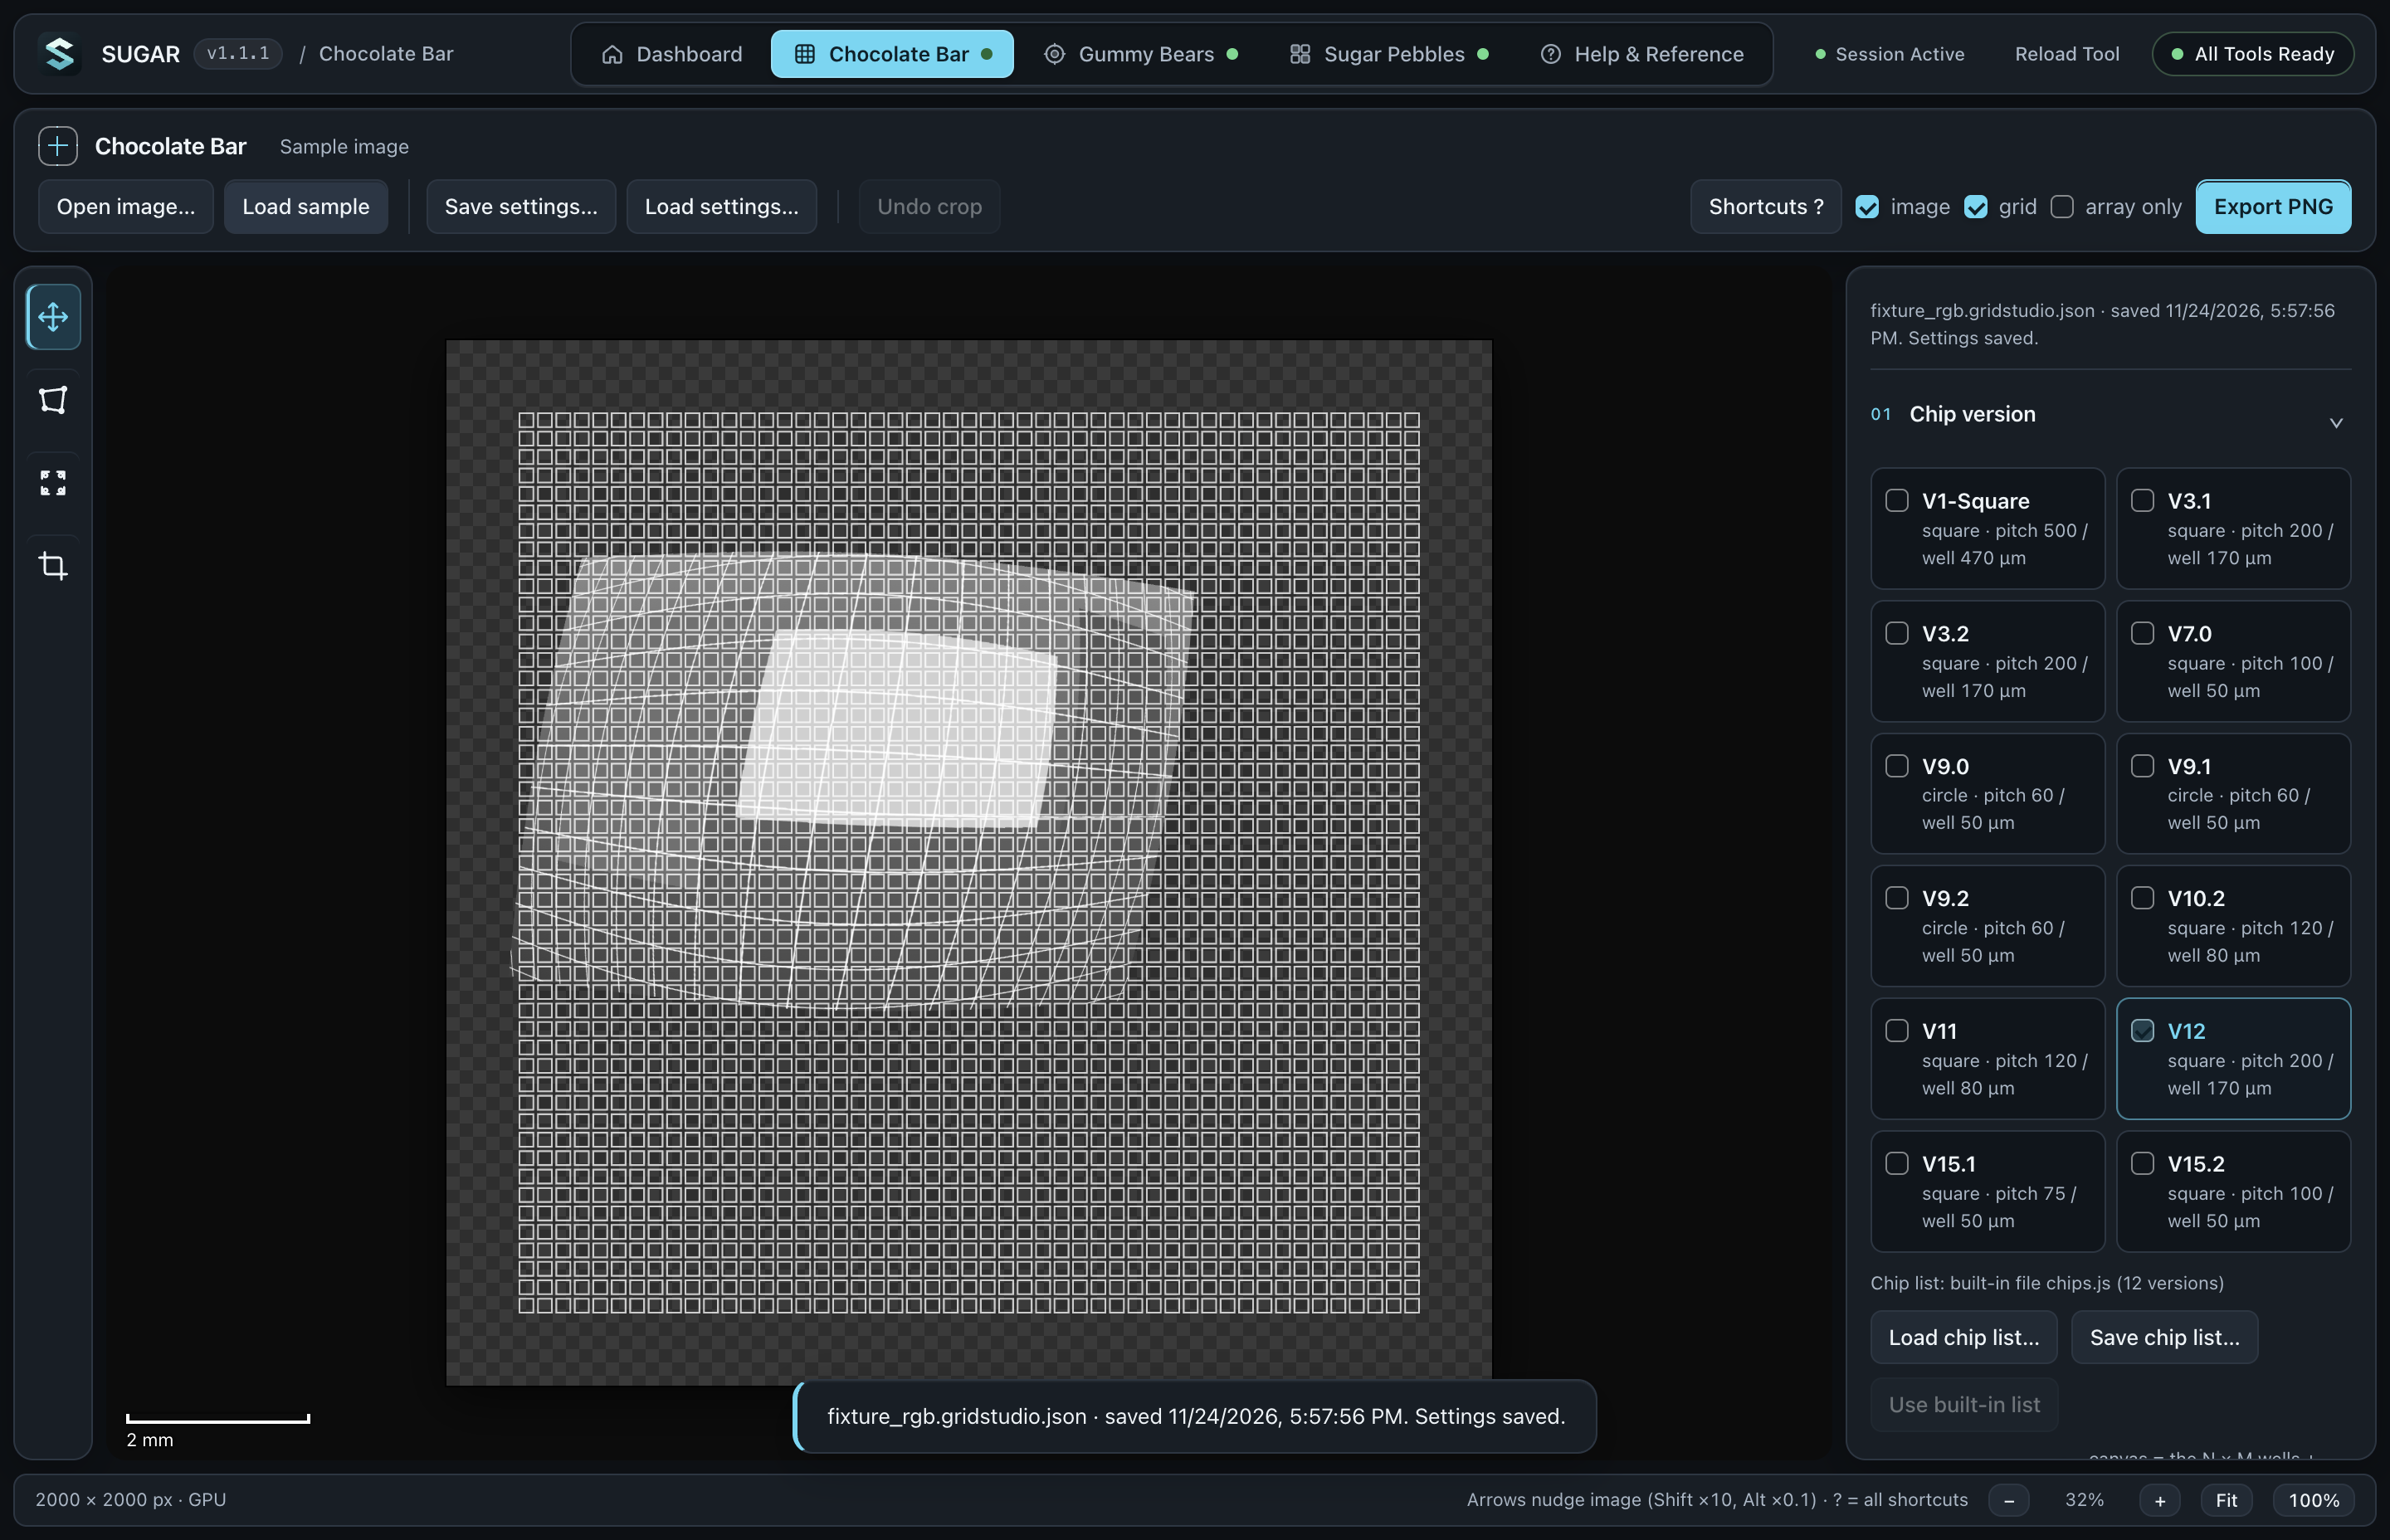 SUGAR v1.1.1 / Chocolate Bar
Dashboard Chocolate Bar Gummy Bears Sugar Pebbles Help & Reference
Session Active Reload Tool All Tools Ready
Chocolate Bar Sample image
Open image... Load sample Save settings... Load settings... Undo crop
Shortcuts ? image grid array only Export PNG
fixture_rgb.gridstudio.json · saved 11/24/2026, 5:57:56
PM. Settings saved.
01 Chip version
V1-Square
square · pitch 500 /
well 470 µm
V3.1
square · pitch 200 /
well 170 µm
V3.2
square · pitch 200 /
well 170 µm
V7.0
square · pitch 100 /
well 50 µm
V9.0
circle · pitch 60 /
well 50 µm
V9.1
circle · pitch 60 /
well 50 µm
V9.2
circle · pitch 60 /
well 50 µm
V10.2
square · pitch 120 /
well 80 µm
V11
square · pitch 120 /
well 80 µm
V12
square · pitch 200 /
well 170 µm
V15.1
square · pitch 75 /
well 50 µm
V15.2
square · pitch 100 /
well 50 µm
Chip list: built-in file chips.js (12 versions)
Load chip list... Save chip list...
Use built-in list
2 mm
fixture_rgb.gridstudio.json · saved 11/24/2026, 5:57:56 PM. Settings saved.
2000 × 2000 px · GPU
Arrows nudge image (Shift ×10, Alt ×0.1) · ? = all shortcuts − 32% + Fit 100%